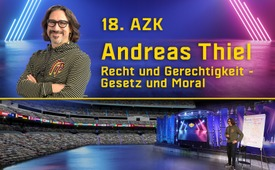 18. AZK
Andreas Thiel
Recht und Gerechtigkeit -
Gesetz und Moral